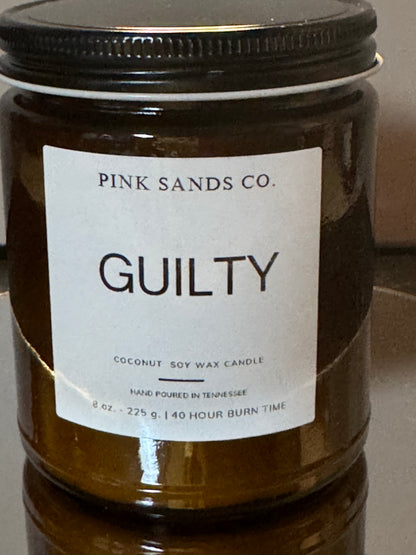 PINK SANDS CO.
GUILTY
COCONUT SOY WAX CANDLE
HAND POURED IN TENNESSEE
8 oz. - 225 g. | 40 HOUR BURN TIME